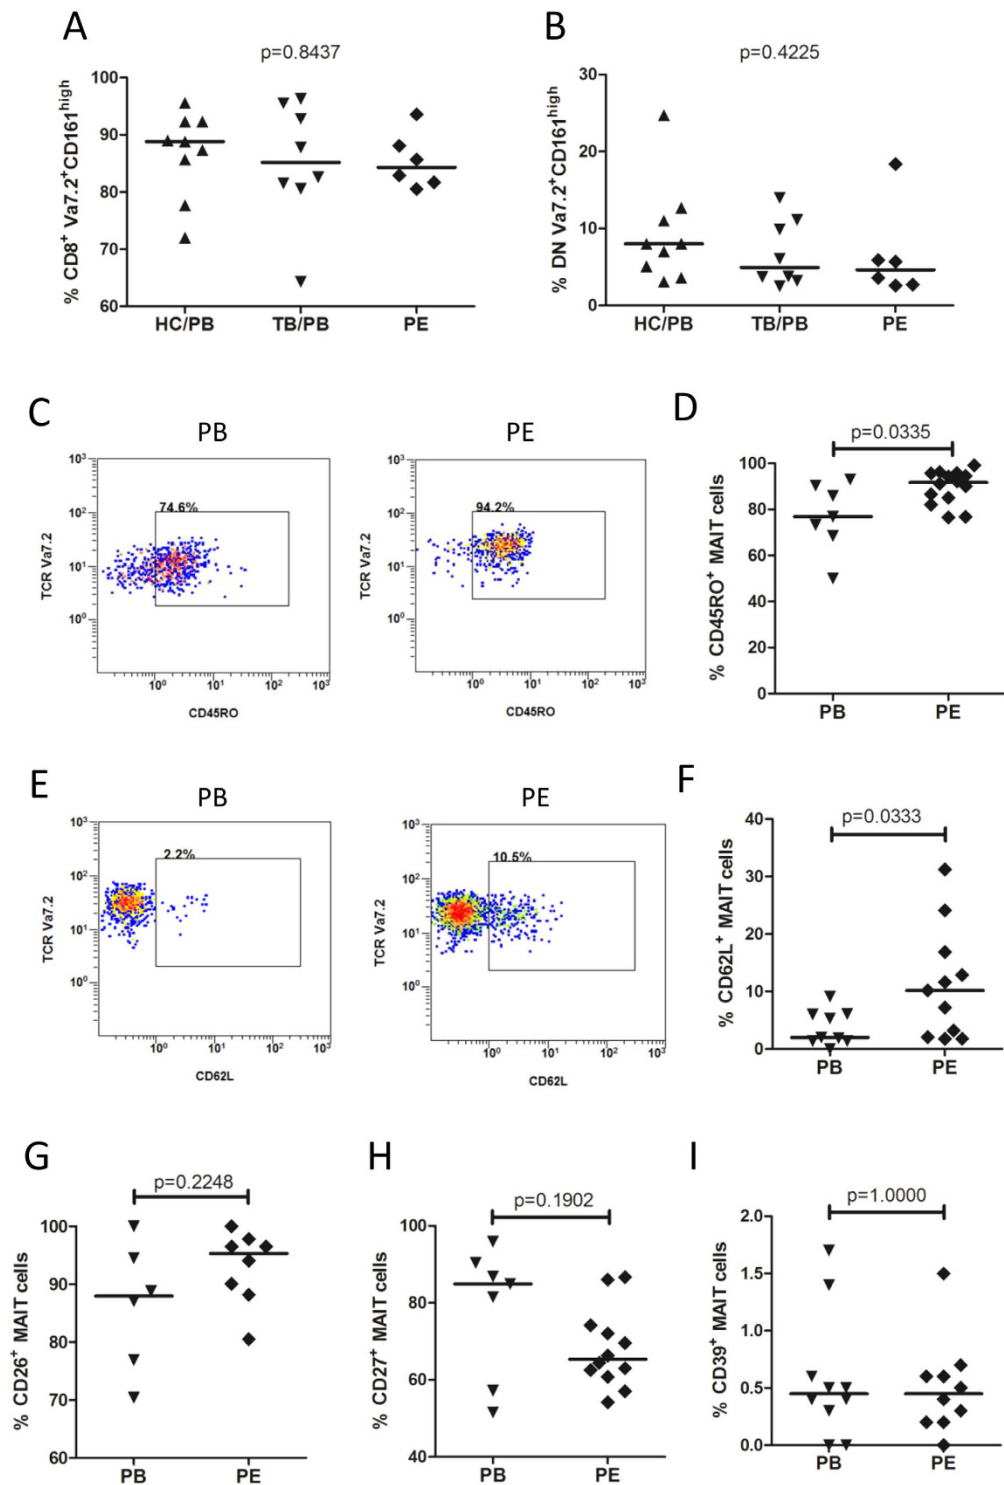 A
p=0.8437
% CD8+ Va7.2+CD161high
100
90
80
70
60
HC/PB TB/PB PE
B
p=0.4225
% DN Va7.2+CD161high
30
20
10
0
HC/PB TB/PB PE
C
PB
TCR Va7.2
10³
10²
10¹
10⁰
74.6%
10⁰ 10¹ 10² 10³
CD45RO
PE
TCR Va7.2
10³
10²
10¹
10⁰
94.2%
10⁰ 10¹ 10² 10³
CD45RO
D
p=0.0335
% CD45RO+ MAIT cells
100
80
60
40
20
0
PB PE
E
PB
TCR Va7.2
10³
10²
10¹
10⁰
2.2%
10⁰ 10¹ 10² 10³
CD62L
PE
TCR Va7.2
10³
10²
10¹
10⁰
10.5%
10⁰ 10¹ 10² 10³
CD62L
F
p=0.0333
% CD62L+ MAIT cells
40
30
20
10
0
PB PE
G
p=0.2248
% CD26+ MAIT cells
100
90
80
70
60
PB PE
H
p=0.1902
% CD27+ MAIT cells
100
80
60
40
PB PE
I
p=1.0000
% CD39+ MAIT cells
2.0
1.5
1.0
0.5
0.0
PB PE